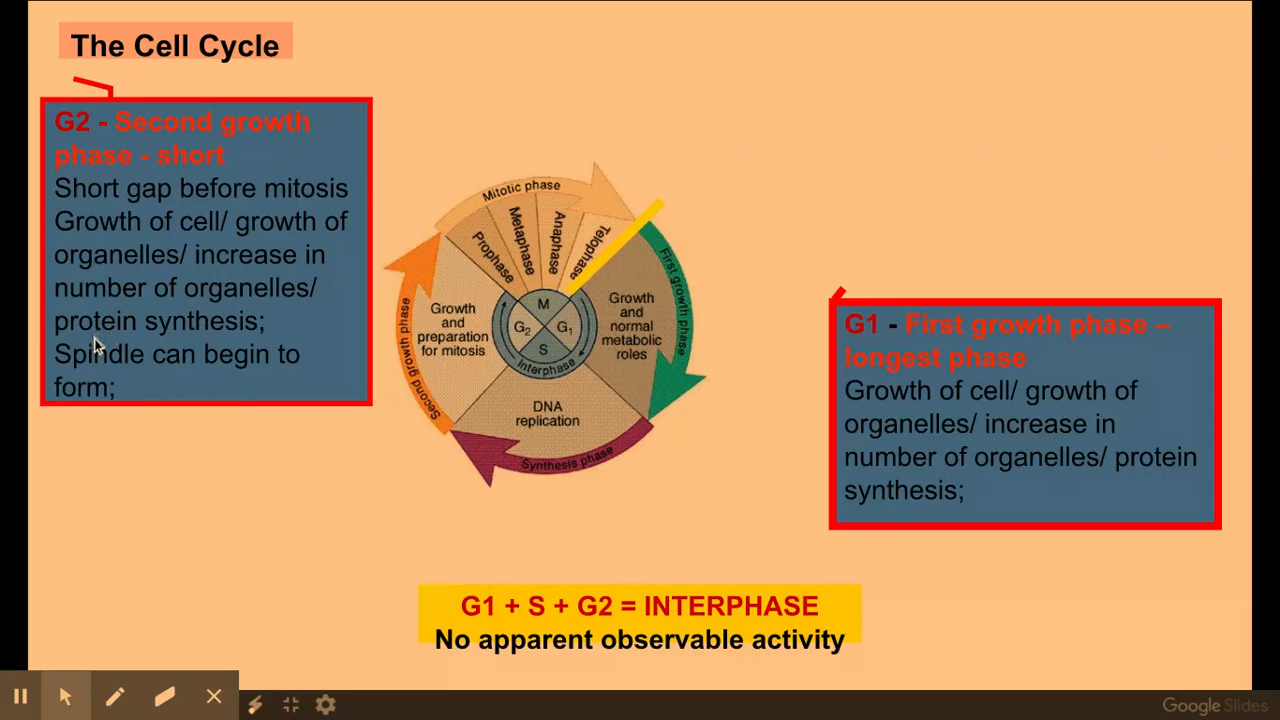 The Cell Cycle
G2 - Second growth
phase - short
Short gap before mitosis
Growth of cell/ growth of
organelles/ increase in
number of organelles/
protein synthesis;
Spindle can begin to
form;
Mitotic phase
Prophase
Metaphase
Anaphase
Telophase
First growth phase
Growth
and
normal
metabolic
roles
Growth
and
preparation
for mitosis
Second growth phase
M
G2
G1
S
Interphase
DNA
replication
Synthesis phase
G1 - First growth phase –
longest phase
Growth of cell/ growth of
organelles/ increase in
number of organelles/ protein
synthesis;
G1 + S + G2 = INTERPHASE
No apparent observable activity
Google Slides